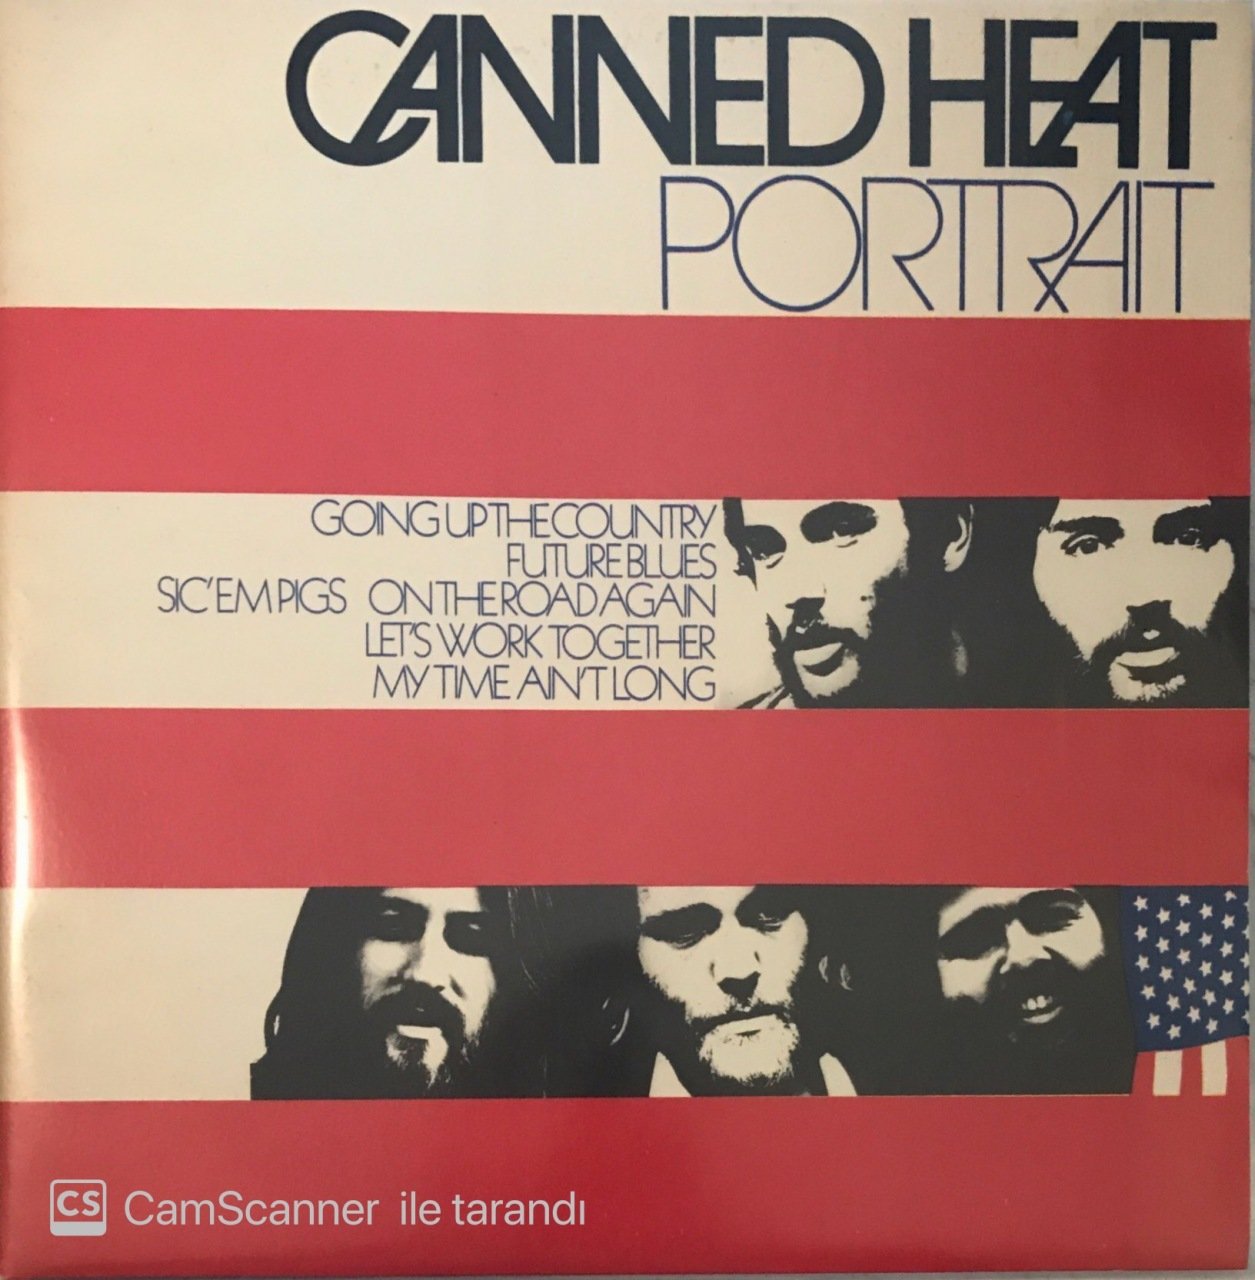 CANNED HEAT
PORTRAIT
GOING UP THE COUNTRY
FUTURE BLUES
SIC'EM PIGS ON THE ROAD AGAIN
LET'S WORK TOGETHER
MY TIME AIN'T LONG
CS CamScanner ile tarandı